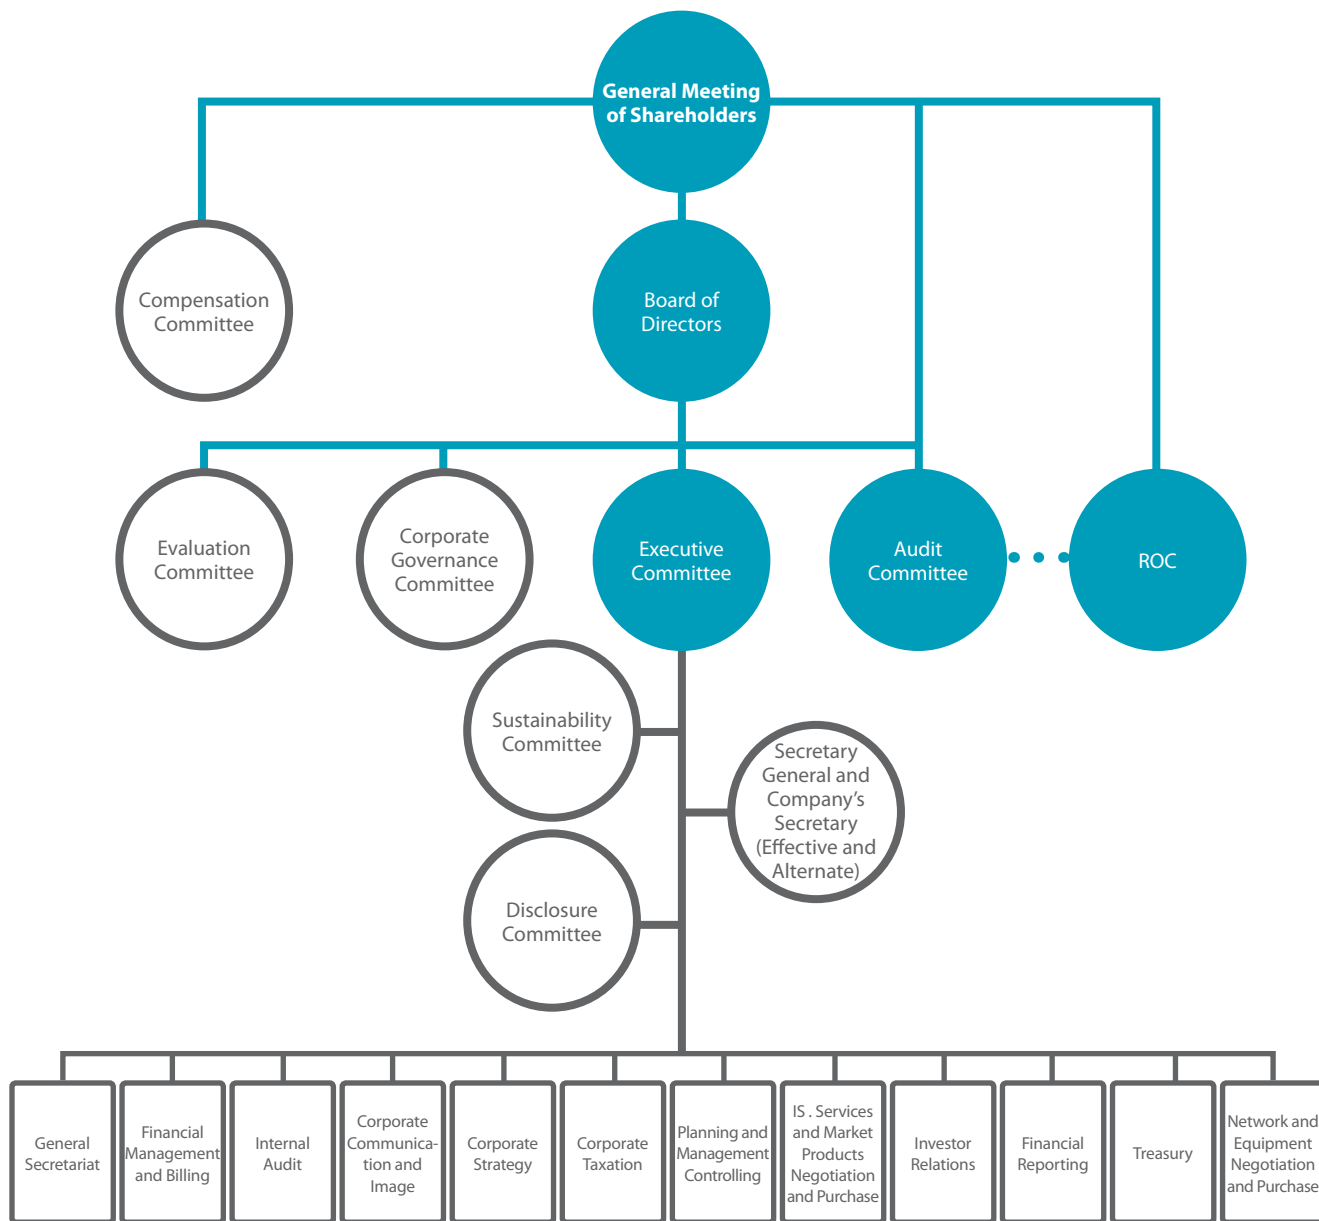 General Meeting
of Shareholders
Compensation
Committee
Board of
Directors
Evaluation
Committee
Corporate
Governance
Committee
Executive
Committee
Audit
Committee
ROC
Sustainability
Committee
Secretary
General and
Company's
Secretary
(Effective and
Alternate)
Disclosure
Committee
General
Secretariat
Financial
Management
and Billing
Internal
Audit
Corporate
Communica-
tion and
Image
Corporate
Strategy
Corporate
Taxation
Planning and
Management
Controlling
IS . Services
and Market
Products
Negotiation
and Purchase
Investor
Relations
Financial
Reporting
Treasury
Network and
Equipment
Negotiation
and Purchase